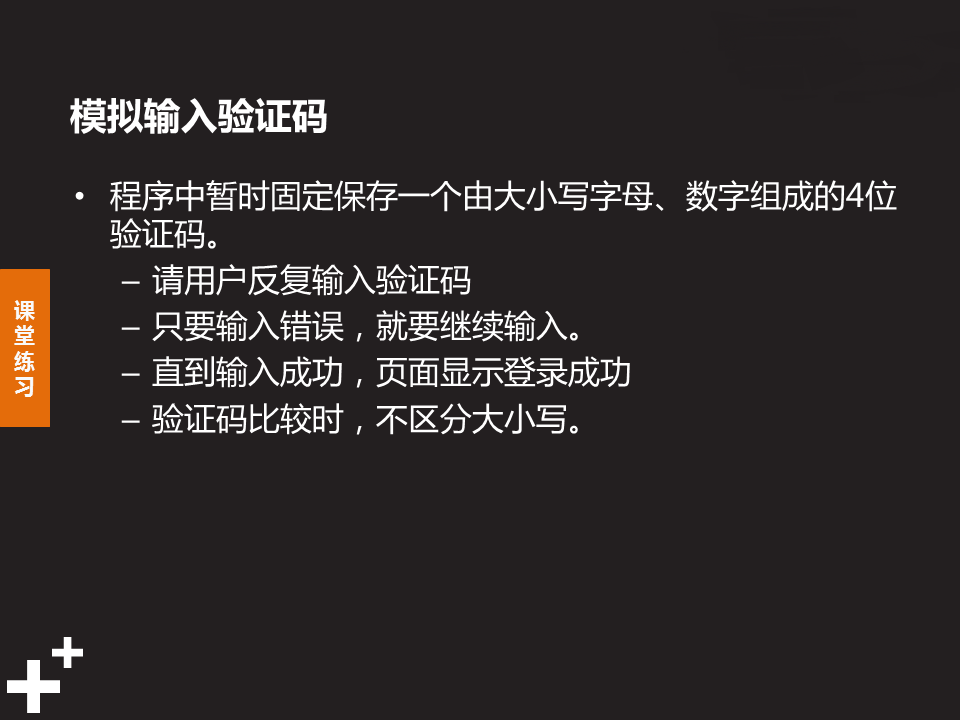 模拟输入验证码
• 程序中暂时固定保存一个由大小写字母、数字组成的4位
验证码。
– 请用户反复输入验证码
– 只要输入错误，就要继续输入。
– 直到输入成功，页面显示登录成功
– 验证码比较时，不区分大小写。
课
堂
练
习